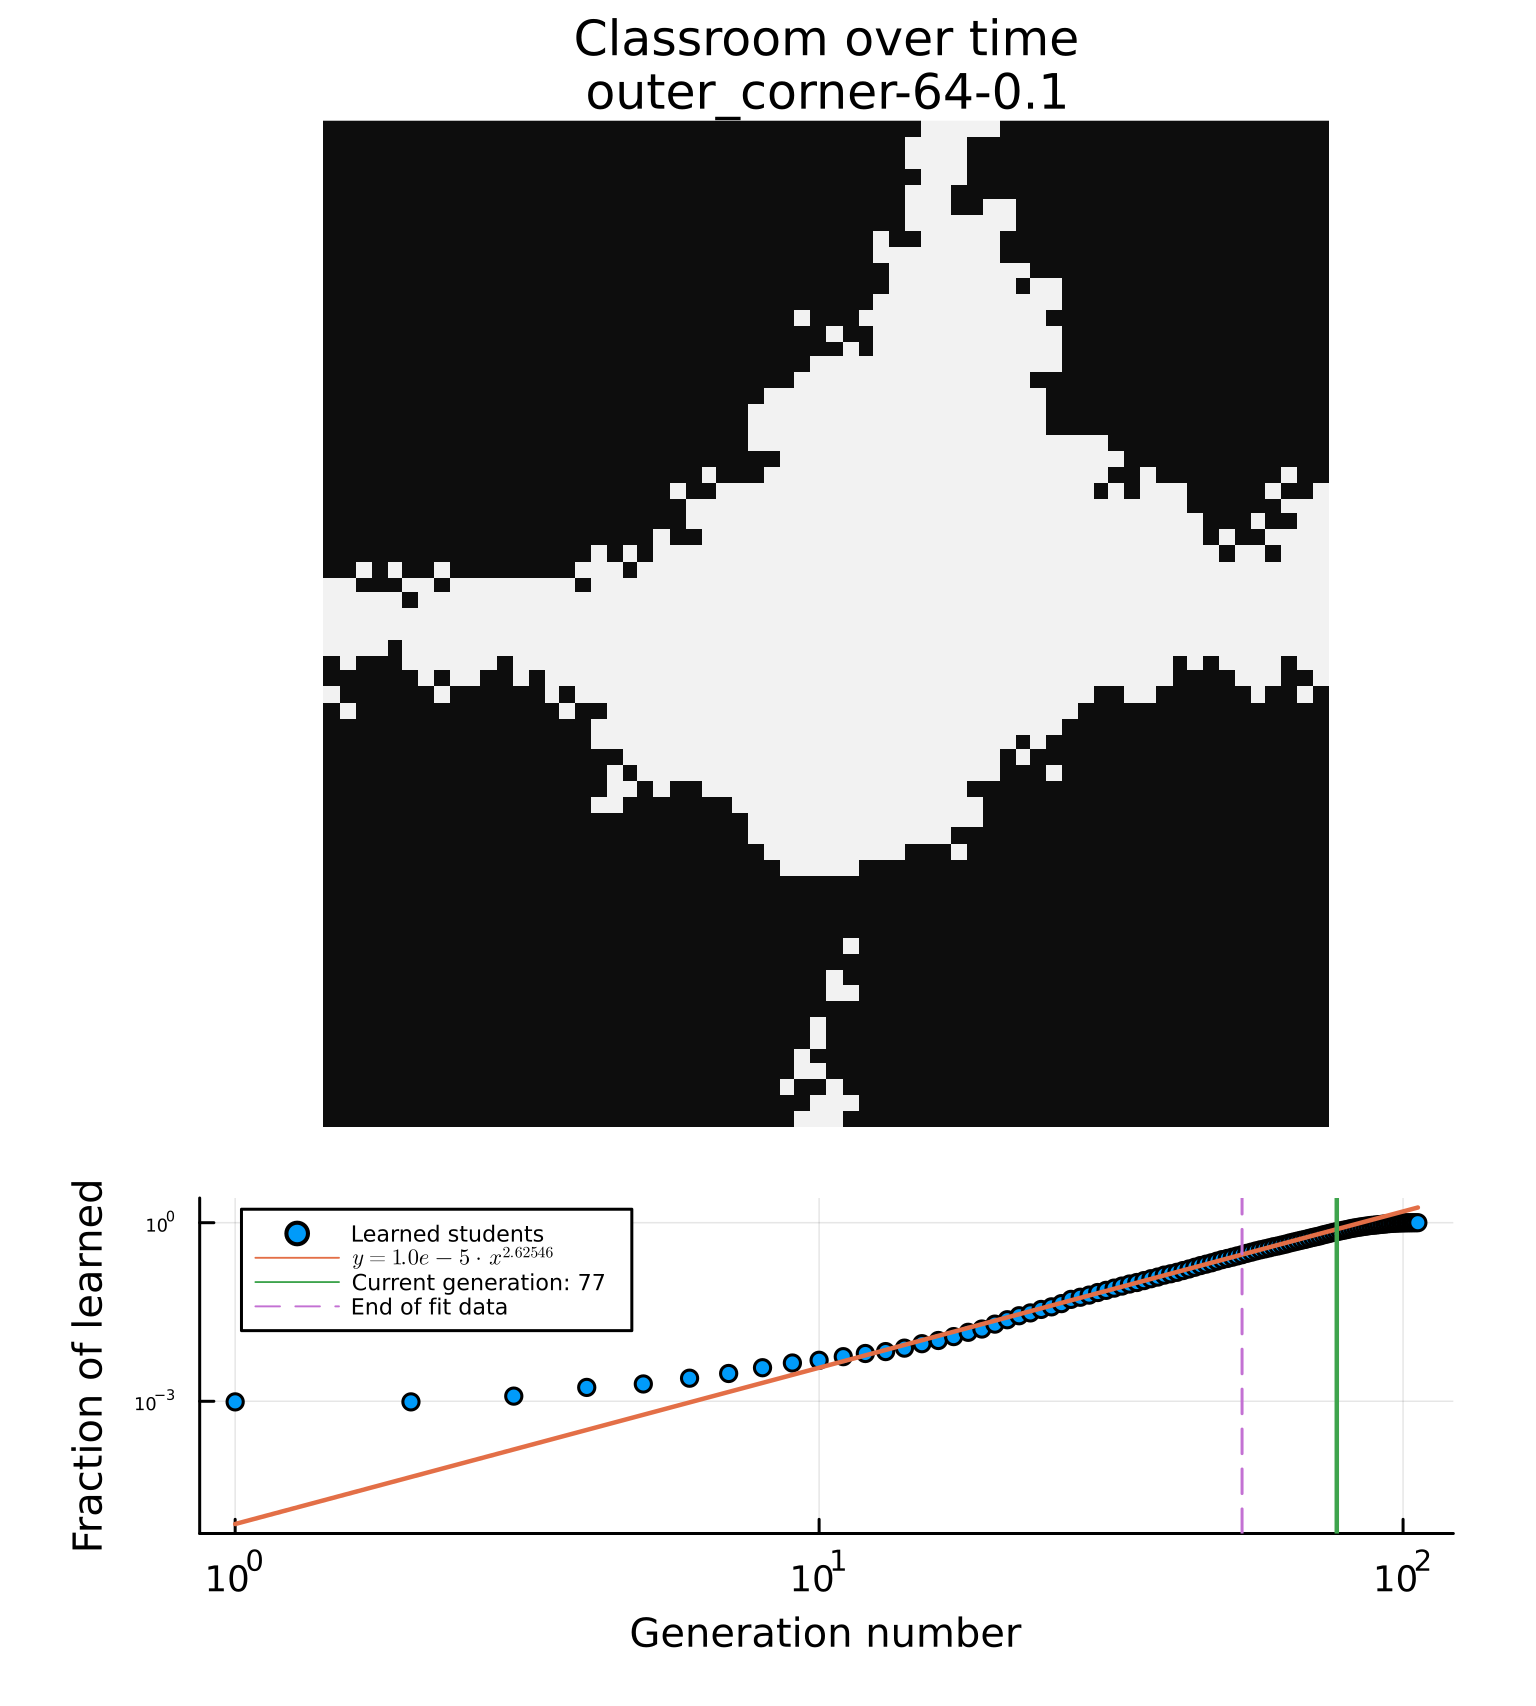 Classroom over time
outer_corner-64-0.1
Fraction of learned
10^0
10^-3
Learned students
y = 1.0e − 5 · x^2.62546
Current generation: 77
End of fit data
10^0
10^1
10^2
Generation number